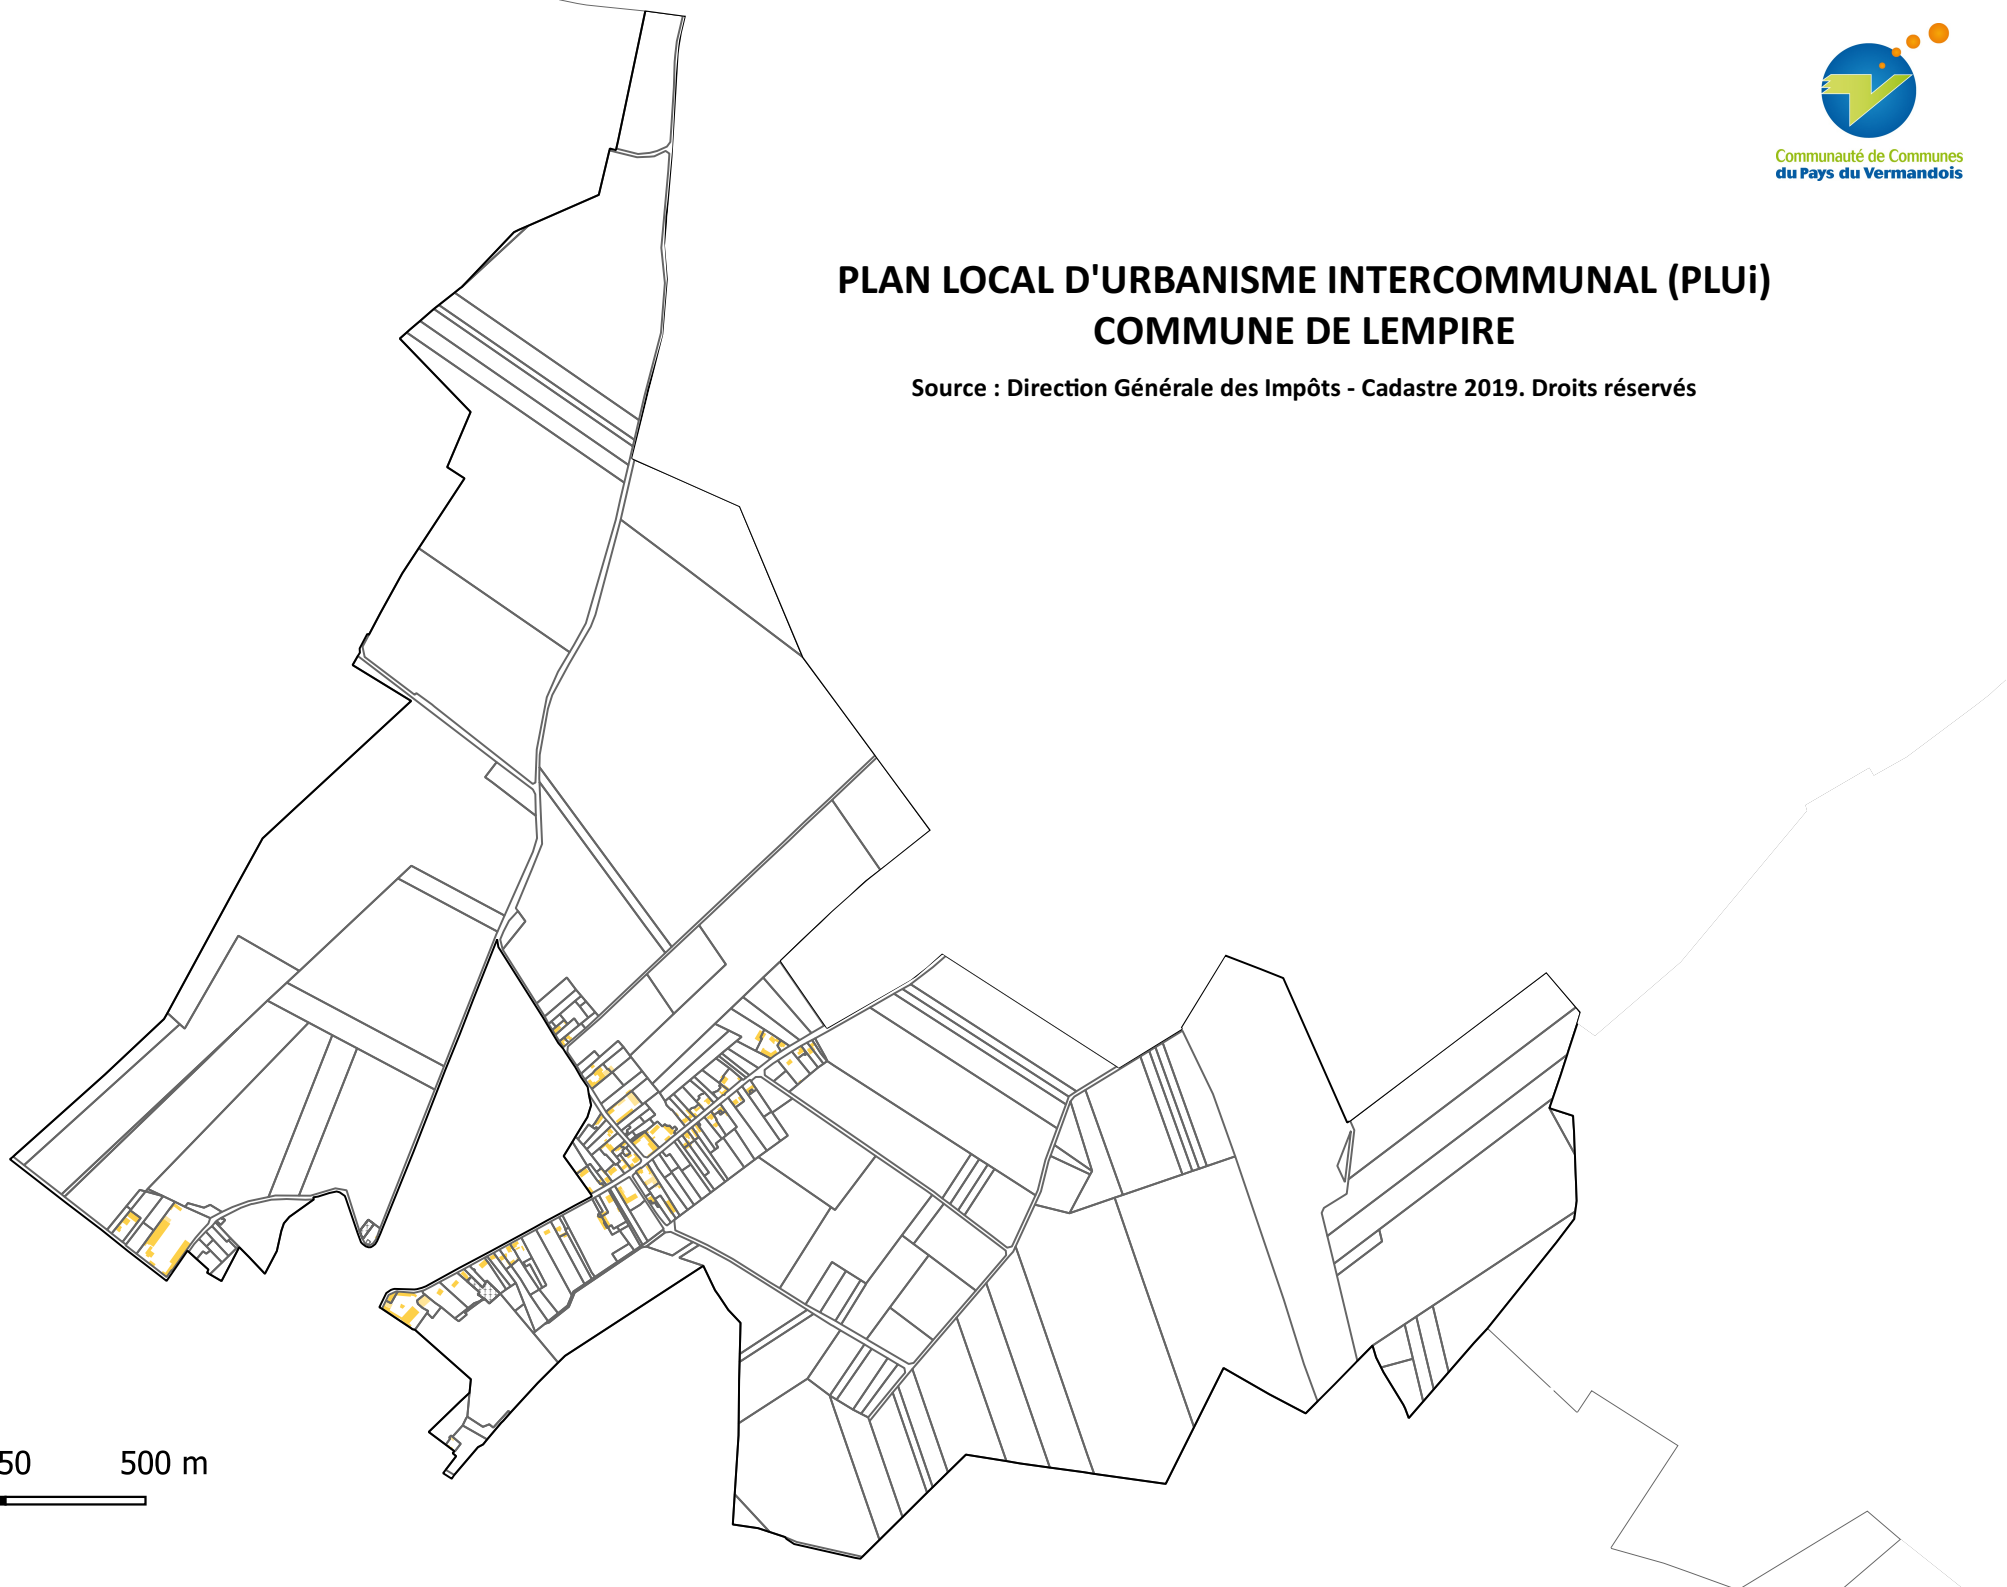 Communauté de Communes
du Pays du Vermandois
PLAN LOCAL D'URBANISME INTERCOMMUNAL (PLUi)
COMMUNE DE LEMPIRE
Source : Direction Générale des Impôts - Cadastre 2019. Droits réservés
50 500 m